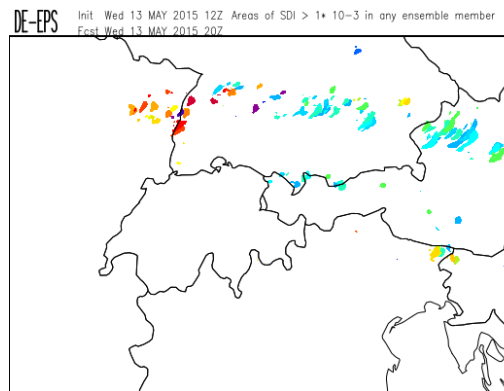 DE-EPS Init Wed 13 MAY 2015 12Z Areas of SDI > 1* 10-3 in any ensemble member
Fcst Wed 13 MAY 2015 20Z